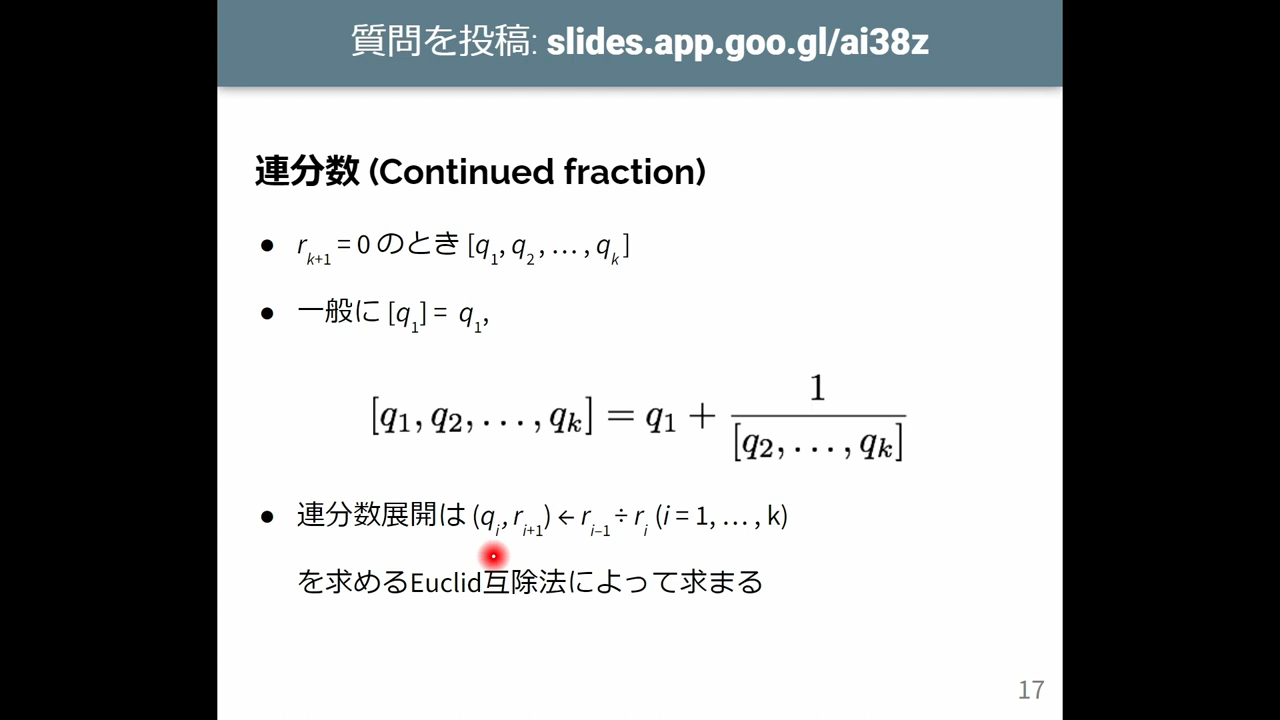 質問を投稿: slides.app.goo.gl/ai38z
連分数 (Continued fraction)
● r_{k+1} = 0 のとき [q_1, q_2, … , q_k]
● 一般に [q_1] = q_1,
[q_1, q_2, . . . , q_k] = q_1 + \frac{1}{[q_2, . . . , q_k]}
● 連分数展開は (q_i, r_{i+1}) ← r_{i−1} ÷ r_i (i = 1, … , k)
を求めるEuclid互除法によって求まる
17